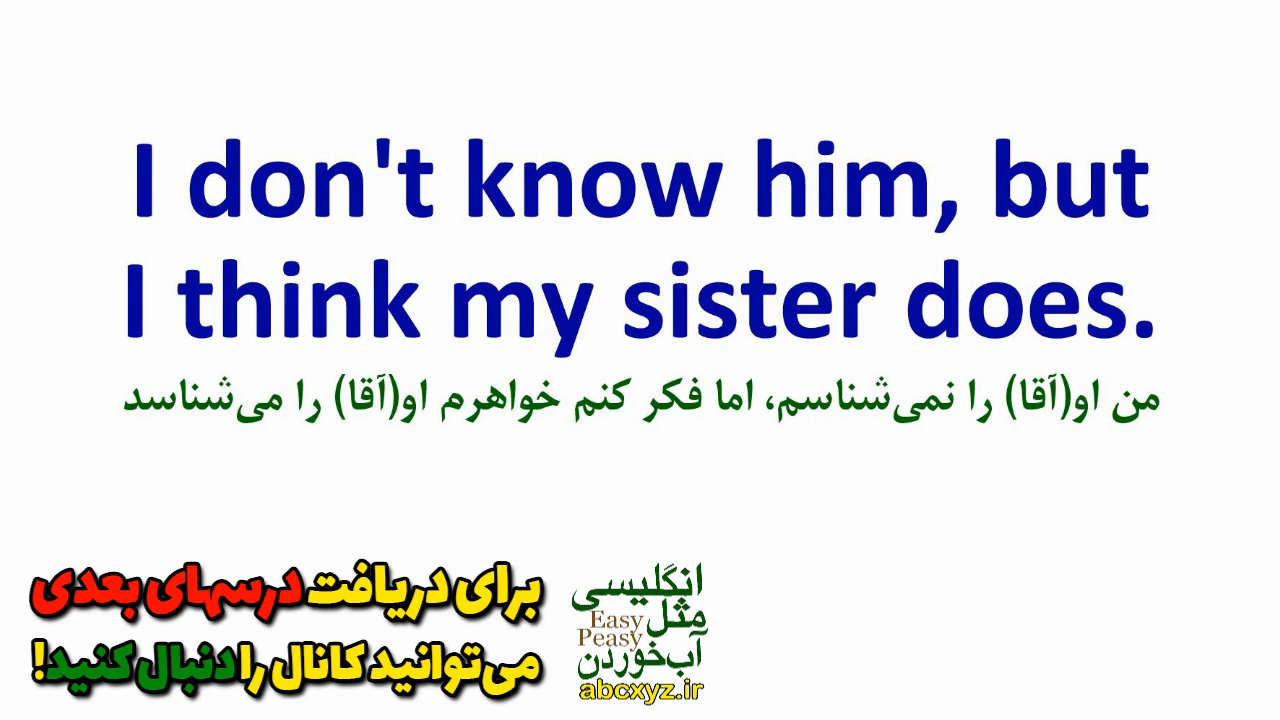 I don't know him, but
I think my sister does.
من او(آقا) را نمی‌شناسم، اما فکر کنم خواهرم او(آقا) را می‌شناسد
برای دریافت درسهای بعدی
می‌توانید کانال را دنبال کنید!
انگلیسی
مثل
Easy
Peasy
آب‌خوردن
abcxyz.ir